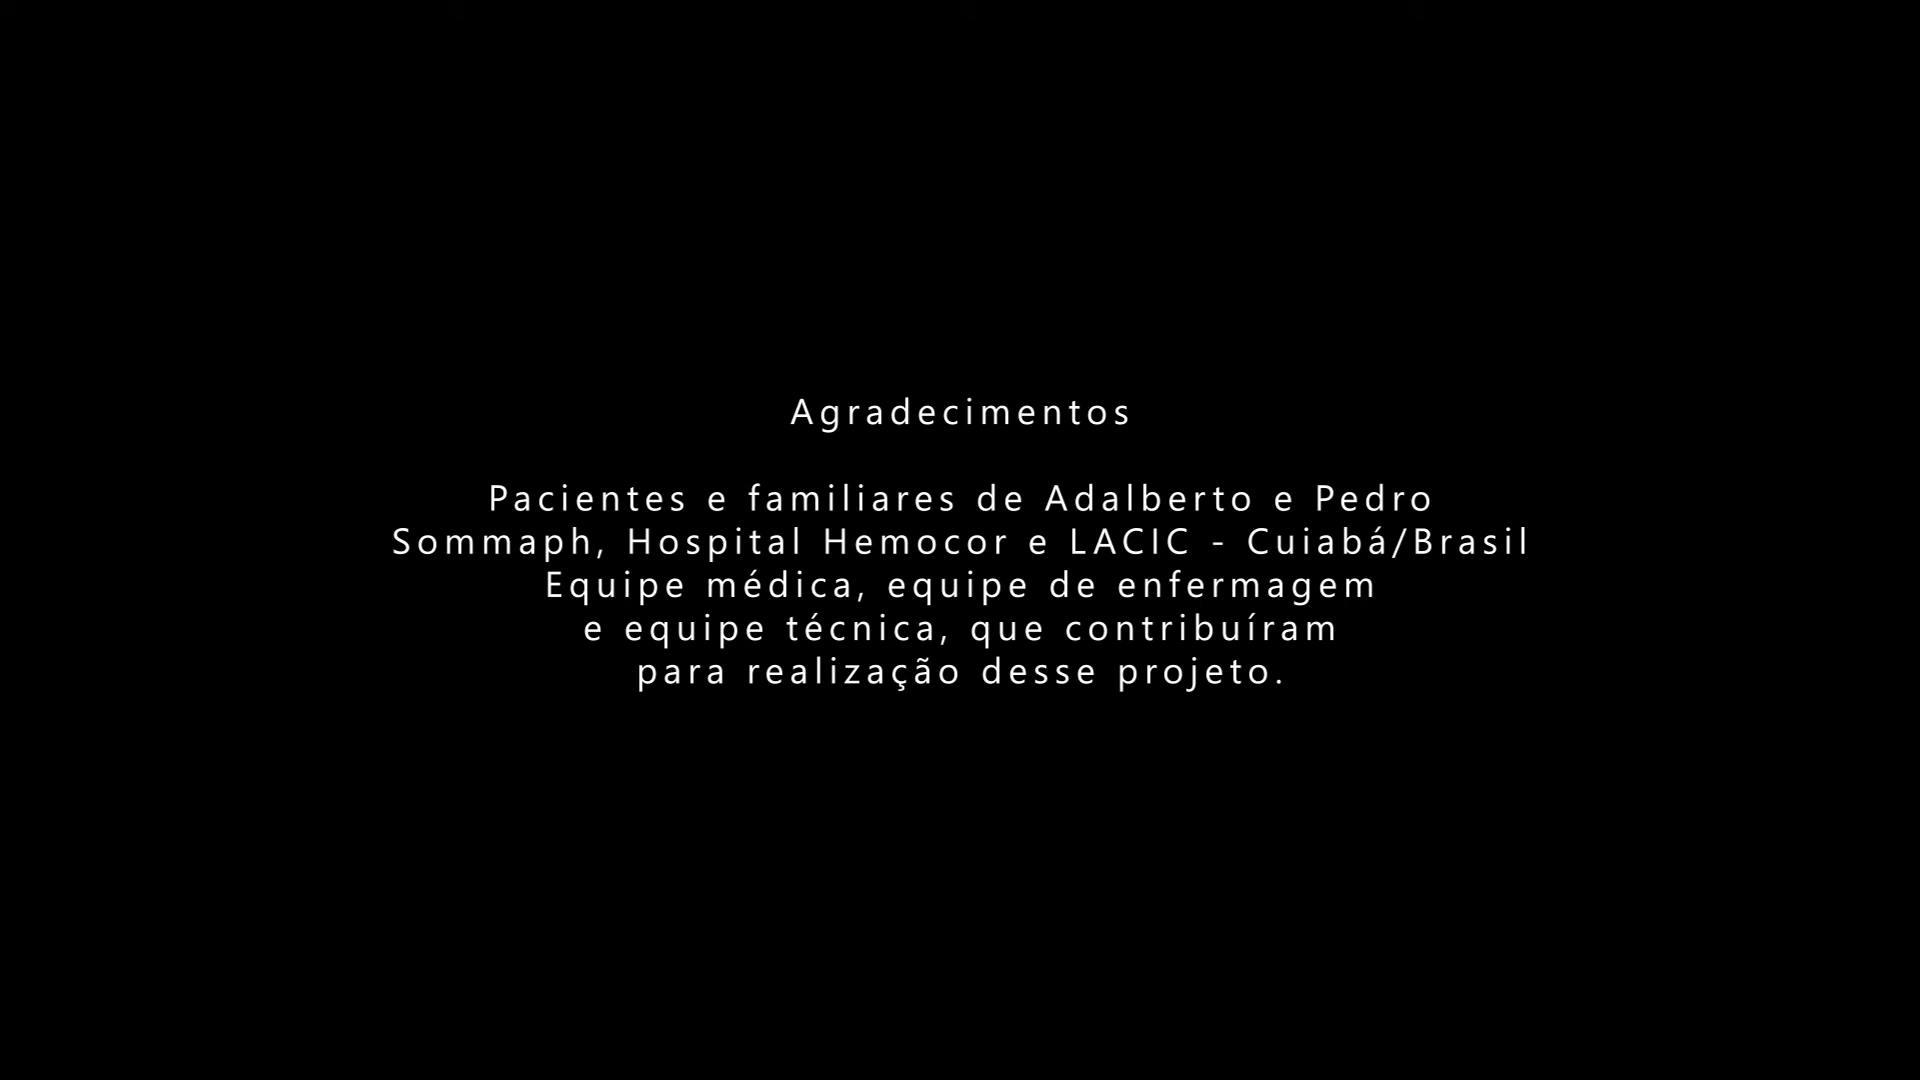 Agradecimentos
Pacientes e familiares de Adalberto e Pedro
Sommaph, Hospital Hemocor e LACIC - Cuiabá/Brasil
Equipe médica, equipe de enfermagem
e equipe técnica, que contribuíram
para realização desse projeto.